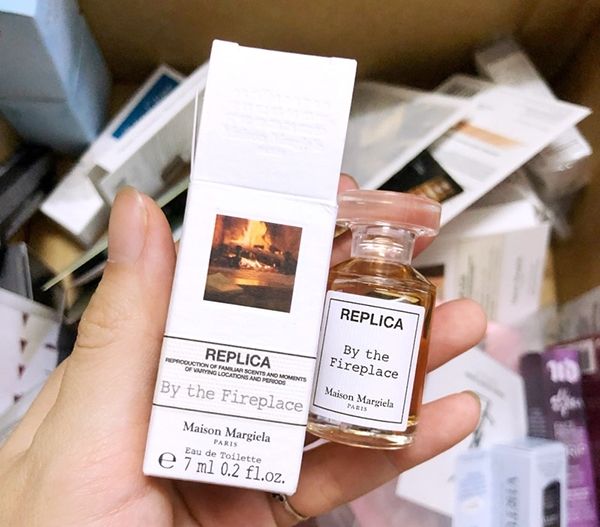 REPLICA
REPRODUCTION OF FAMILIAR SCENTS AND MOMENTS
OF VARYING LOCATIONS AND PERIODS
By the Fireplace
Maison Margiela
PARIS
Eau de Toilette
℮ 7 ml 0.2 fl.oz.
REPLICA
By the
Fireplace
Maison Margiela
PARIS